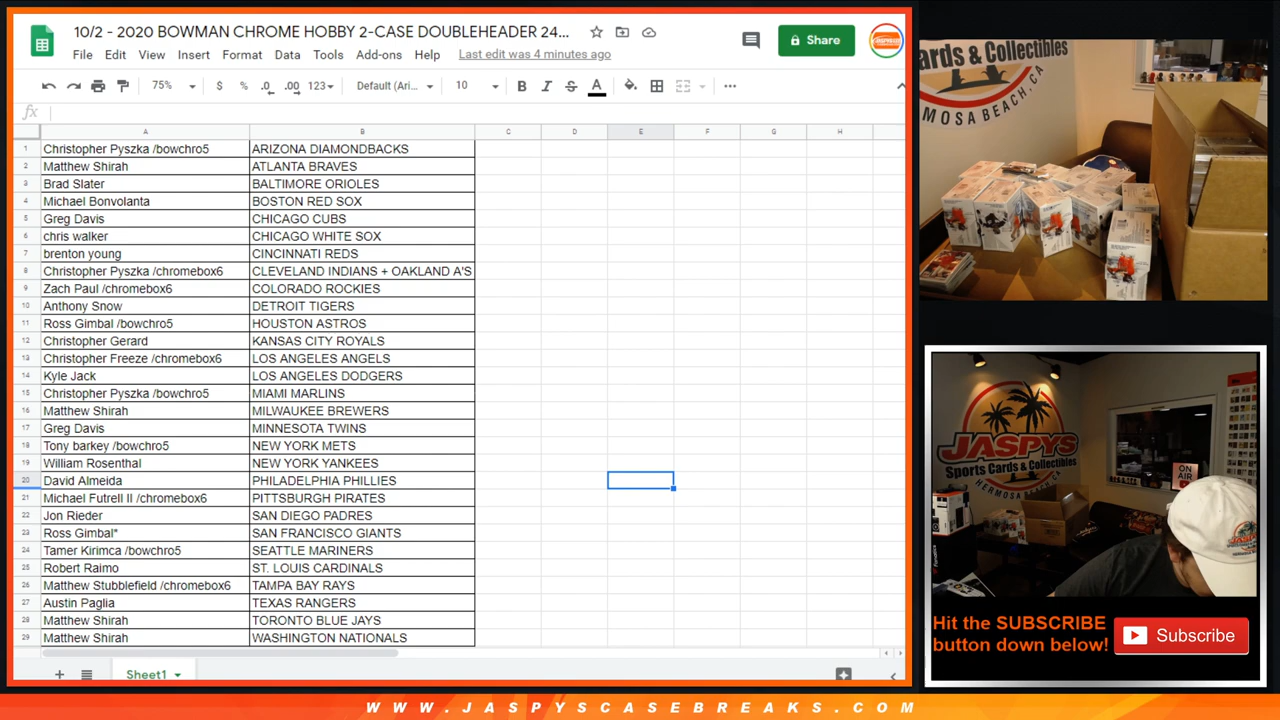 10/2 - 2020 BOWMAN CHROME HOBBY 2-CASE DOUBLEHEADER 24...
File Edit View Insert Format Data Tools Add-ons Help Last edit was 4 minutes ago
Share
75% $ % .0 .00 123 Default (Ari... 10 B I S A
fx
A B C D E F G H
1 Christopher Pyszka /bowchro5 ARIZONA DIAMONDBACKS
2 Matthew Shirah ATLANTA BRAVES
3 Brad Slater BALTIMORE ORIOLES
4 Michael Bonvolanta BOSTON RED SOX
5 Greg Davis CHICAGO CUBS
6 chris walker CHICAGO WHITE SOX
7 brenton young CINCINNATI REDS
8 Christopher Pyszka /chromebox6 CLEVELAND INDIANS + OAKLAND A'S
9 Zach Paul /chromebox6 COLORADO ROCKIES
10 Anthony Snow DETROIT TIGERS
11 Ross Gimbal /bowchro5 HOUSTON ASTROS
12 Christopher Gerard KANSAS CITY ROYALS
13 Christopher Freeze /chromebox6 LOS ANGELES ANGELS
14 Kyle Jack LOS ANGELES DODGERS
15 Christopher Pyszka /bowchro5 MIAMI MARLINS
16 Matthew Shirah MILWAUKEE BREWERS
17 Greg Davis MINNESOTA TWINS
18 Tony barkey /bowchro5 NEW YORK METS
19 William Rosenthal NEW YORK YANKEES
20 David Almeida PHILADELPHIA PHILLIES
21 Michael Futrell II /chromebox6 PITTSBURGH PIRATES
22 Jon Rieder SAN DIEGO PADRES
23 Ross Gimbal* SAN FRANCISCO GIANTS
24 Tamer Kirimca /bowchro5 SEATTLE MARINERS
25 Robert Raimo ST. LOUIS CARDINALS
26 Matthew Stubblefield /chromebox6 TAMPA BAY RAYS
27 Austin Paglia TEXAS RANGERS
28 Matthew Shirah TORONTO BLUE JAYS
29 Matthew Shirah WASHINGTON NATIONALS
Sheet1
ards & Collectibles
MOSA BEACH, CA
JASPYS
Sports Cards & Collectibles
HERMOSA BEACH, CA
ON
AIR
Hit the SUBSCRIBE
button down below!
Subscribe
WWW.JASPYSCASEBREAKS.COM